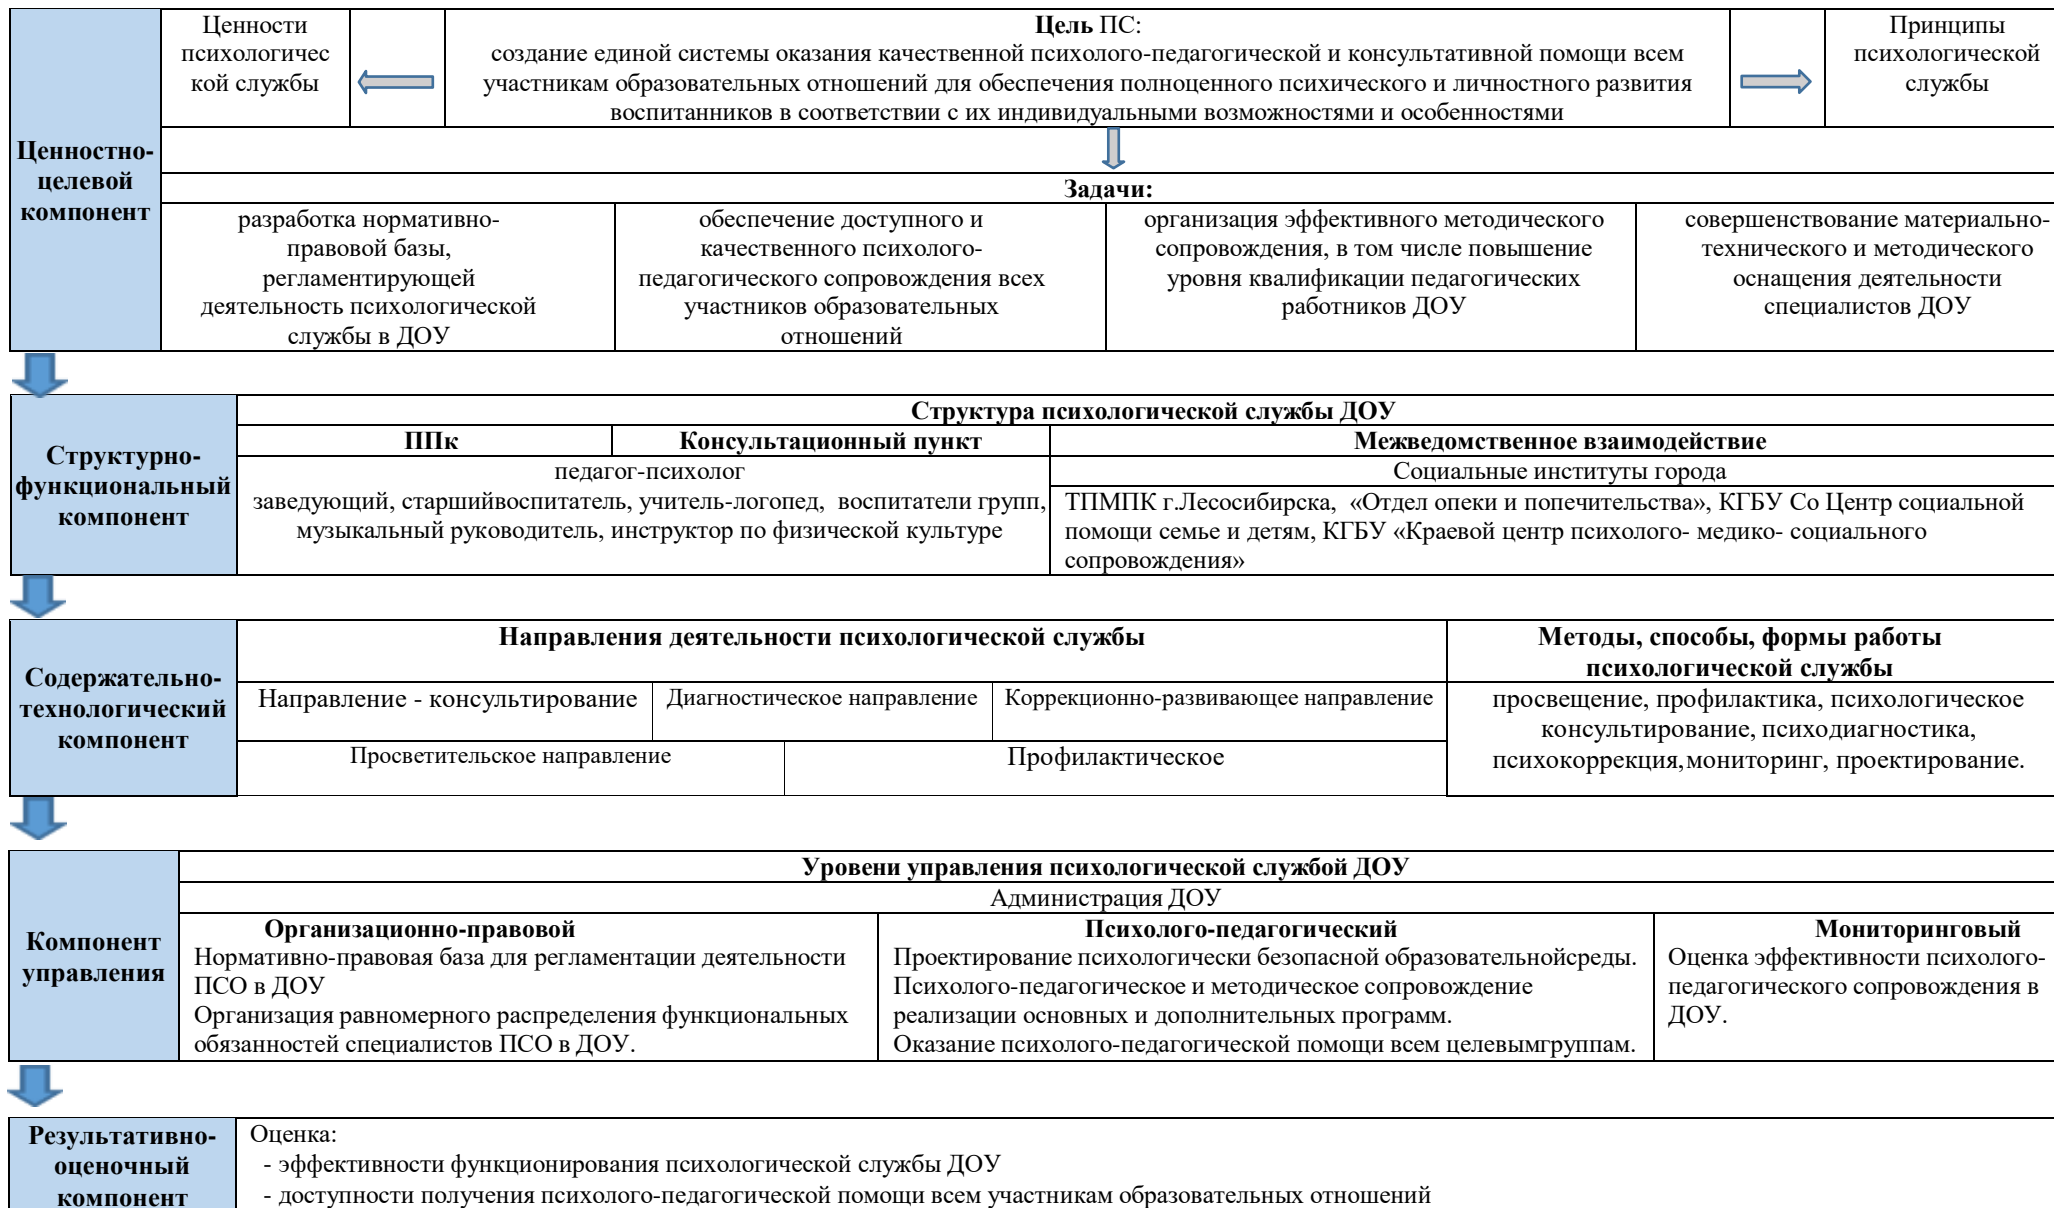 Ценностно-
целевой
компонент
Ценности
психологичес
кой службы
Цель ПС:
создание единой системы оказания качественной психолого-педагогической и консультативной помощи всем
участникам образовательных отношений для обеспечения полноценного психического и личностного развития
воспитанников в соответствии с их индивидуальными возможностями и особенностями
Принципы
психологической
службы
Задачи:
разработка нормативно-
правовой базы,
регламентирующей
деятельность психологической
службы в ДОУ
обеспечение доступного и
качественного психолого-
педагогического сопровождения всех
участников образовательных
отношений
организация эффективного методического
сопровождения, в том числе повышение
уровня квалификации педагогических
работников ДОУ
совершенствование материально-
технического и методического
оснащения деятельности
специалистов ДОУ
Структурно-
функциональный
компонент
Структура психологической службы ДОУ
ППк
Консультационный пункт
Межведомственное взаимодействие
педагог-психолог
заведующий, старшийвоспитатель, учитель-логопед, воспитатели групп,
музыкальный руководитель, инструктор по физической культуре
Социальные институты города
ТПМПК г.Лесосибирска, «Отдел опеки и попечительства», КГБУ Со Центр социальной
помощи семье и детям, КГБУ «Краевой центр психолого- медико- социального
сопровождения»
Содержательно-
технологический
компонент
Направления деятельности психологической службы
Методы, способы, формы работы
психологической службы
Направление - консультирование
Диагностическое направление
Коррекционно-развивающее направление
Просветительское направление
Профилактическое
просвещение, профилактика, психологическое
консультирование, психодиагностика,
психокоррекция, мониторинг, проектирование.
Компонент
управления
Уровени управления психологической службой ДОУ
Администрация ДОУ
Организационно-правовой
Нормативно-правовая база для регламентации деятельности
ПСО в ДОУ
Организация равномерного распределения функциональных
обязанностей специалистов ПСО в ДОУ.
Психолого-педагогический
Проектирование психологически безопасной образовательнойсреды.
Психолого-педагогическое и методическое сопровождение
реализации основных и дополнительных программ.
Оказание психолого-педагогической помощи всем целевымгруппам.
Мониторинговый
Оценка эффективности психолого-
педагогического сопровождения в
ДОУ.
Результативно-
оценочный
компонент
Оценка:
- эффективности функционирования психологической службы ДОУ
- доступности получения психолого-педагогической помощи всем участникам образовательных отношений